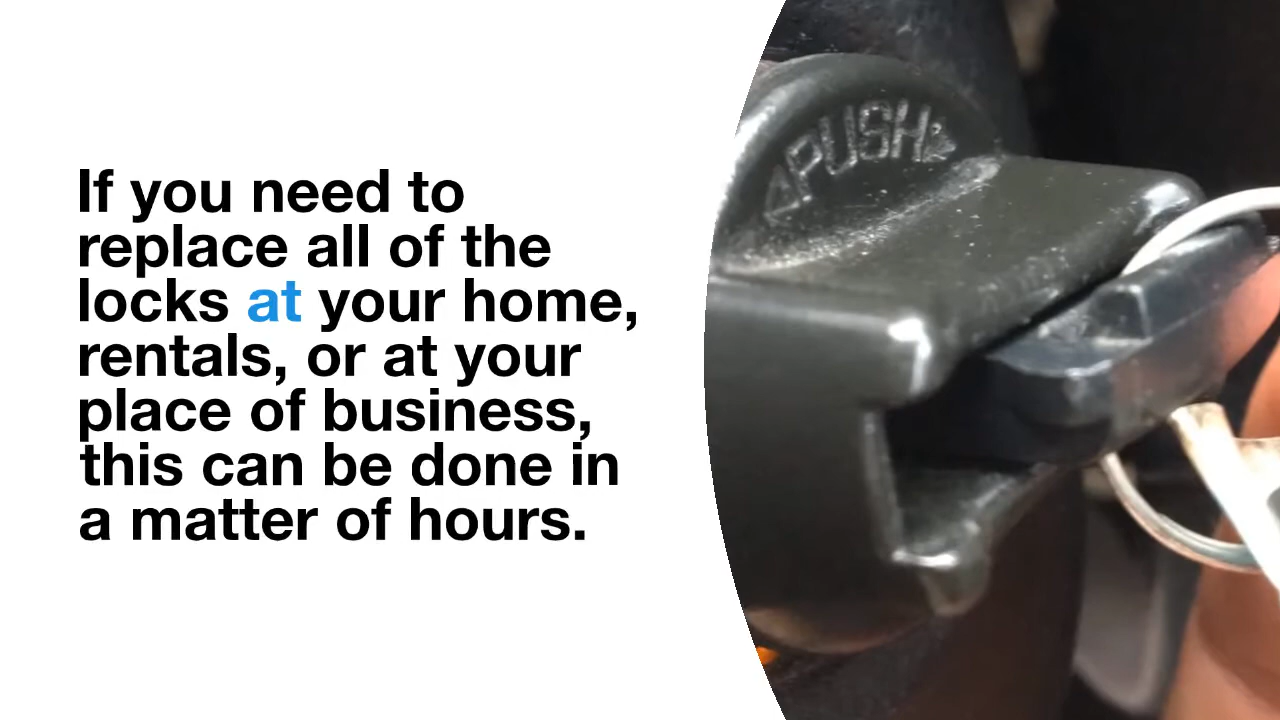 If you need to
replace all of the
locks at your home,
rentals, or at your
place of business,
this can be done in
a matter of hours.
PUSH